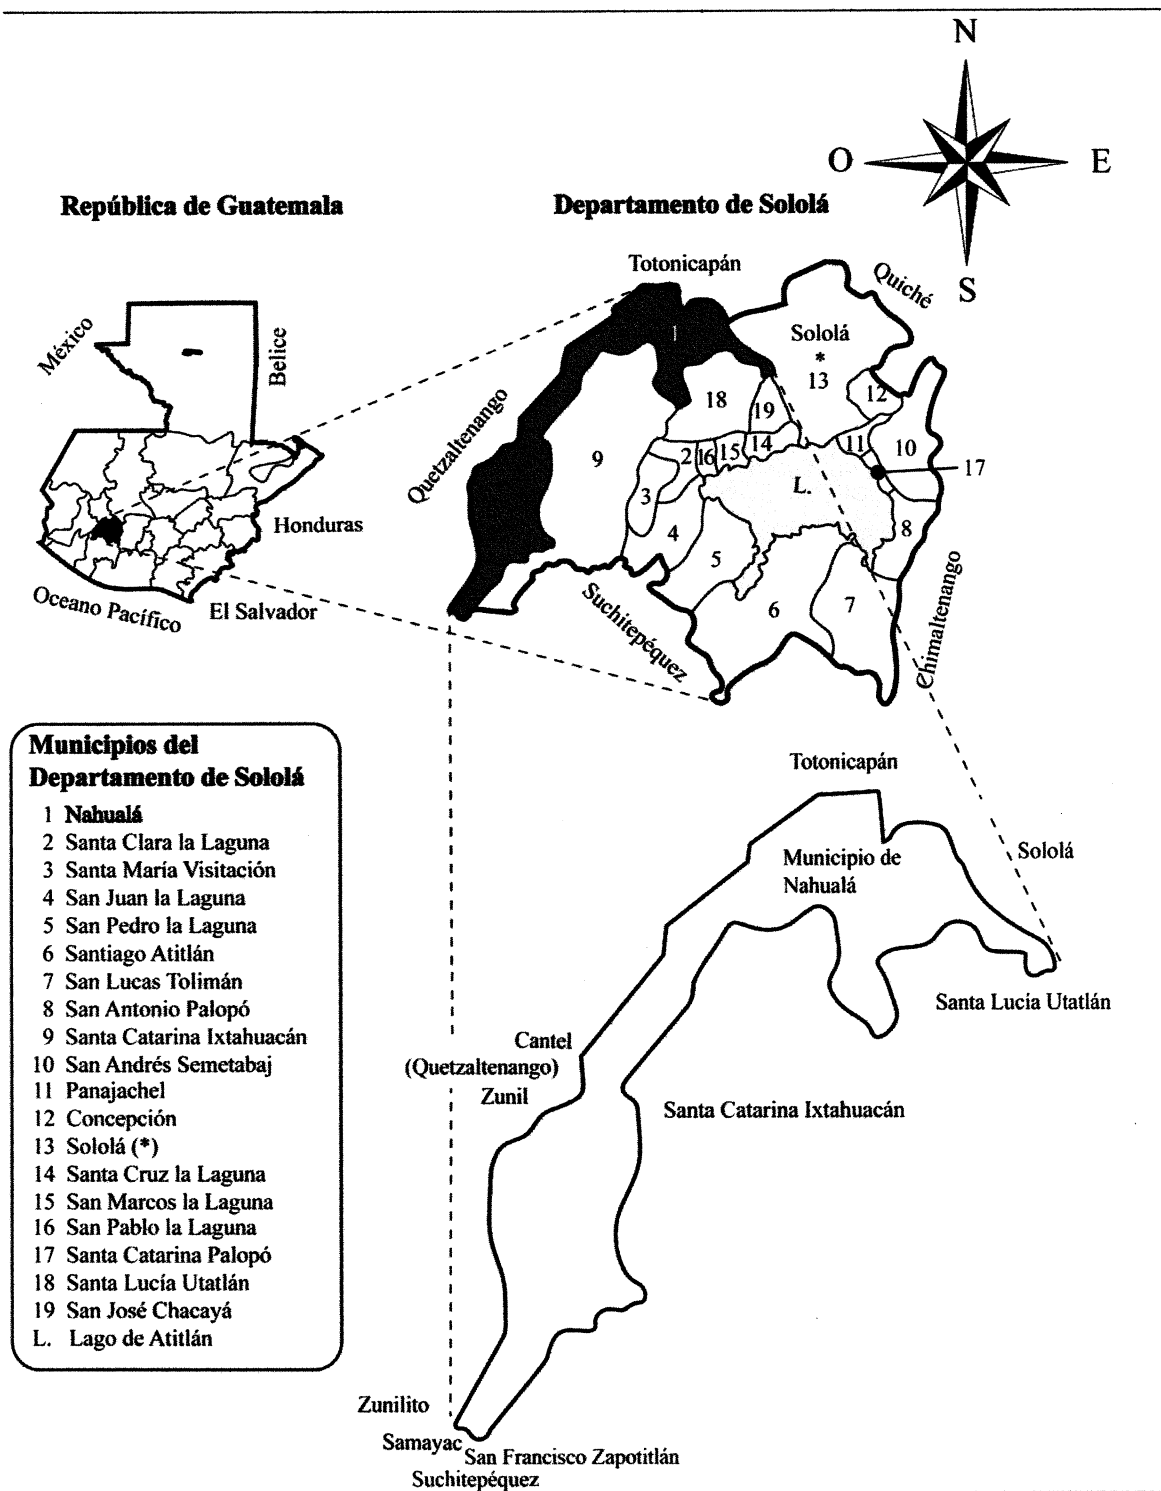 N
O
E
S
República de Guatemala
Departamento de Sololá
México
Belice
Honduras
El Salvador
Oceano Pacífico
Totonicapán
Quiché
Quetzaltenango
Suchitepéquez
Chimaltenango
Sololá
*
13
1
12
18
19
11
10
9
2
16
15
14
17
L.
3
4
5
8
6
7
Municipios del
Departamento de Sololá
1 Nahualá
2 Santa Clara la Laguna
3 Santa María Visitación
4 San Juan la Laguna
5 San Pedro la Laguna
6 Santiago Atitlán
7 San Lucas Tolimán
8 San Antonio Palopó
9 Santa Catarina Ixtahuacán
10 San Andrés Semetabaj
11 Panajachel
12 Concepción
13 Sololá (*)
14 Santa Cruz la Laguna
15 San Marcos la Laguna
16 San Pablo la Laguna
17 Santa Catarina Palopó
18 Santa Lucía Utatlán
19 San José Chacayá
L. Lago de Atitlán
Totonicapán
Municipio de
Nahualá
Sololá
Santa Lucía Utatlán
Cantel
(Quetzaltenango)
Zunil
Santa Catarina Ixtahuacán
Zunilito
Samayac
San Francisco Zapotitlán
Suchitepéquez